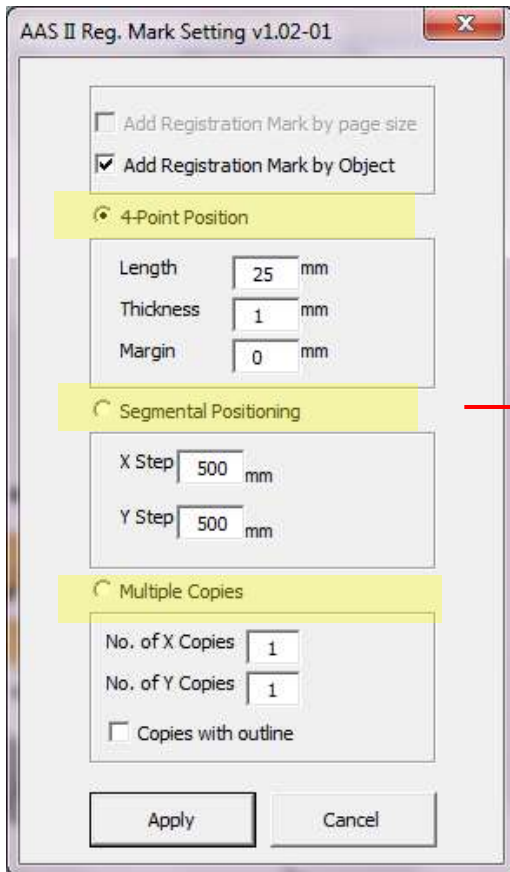 AAS II Reg. Mark Setting v1.02-01
Add Registration Mark by page size
Add Registration Mark by Object
4-Point Position
Length 25 mm
Thickness 1 mm
Margin 0 mm
Segmental Positioning
X Step 500 mm
Y Step 500 mm
Multiple Copies
No. of X Copies 1
No. of Y Copies 1
Copies with outline
Apply Cancel